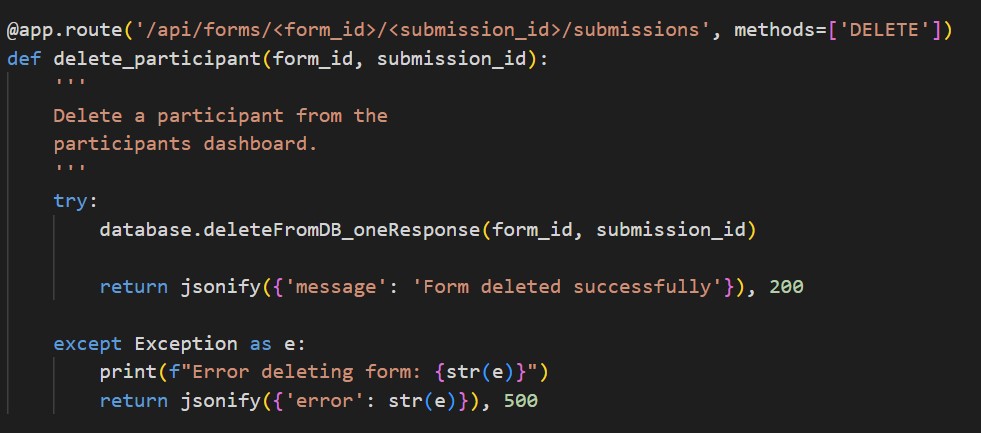 @app.route('/api/forms/<form_id>/<submission_id>/submissions', methods=['DELETE'])
def delete_participant(form_id, submission_id):
    '''
    Delete a participant from the
    participants dashboard.
    '''
    try:
        database.deleteFromDB_oneResponse(form_id, submission_id)

        return jsonify({'message': 'Form deleted successfully'}), 200

    except Exception as e:
        print(f"Error deleting form: {str(e)}")
        return jsonify({'error': str(e)}), 500